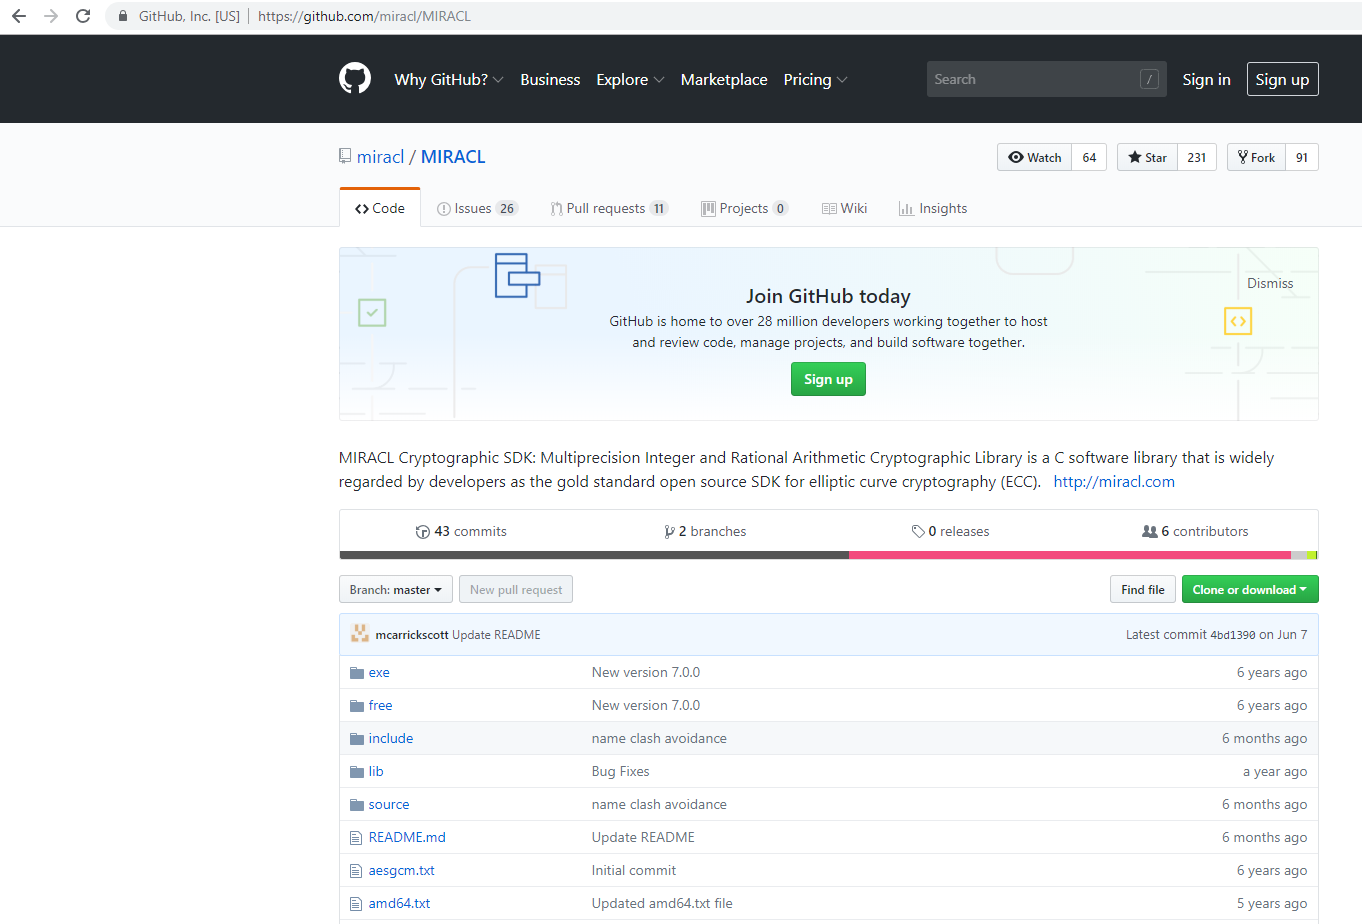 GitHub, Inc. [US] | https://github.com/miracl/MIRACL
Why GitHub? Business Explore Marketplace Pricing Search / Sign in Sign up
miracl / MIRACL Watch 64 Star 231 Fork 91
Code Issues 26 Pull requests 11 Projects 0 Wiki Insights
Dismiss
Join GitHub today
GitHub is home to over 28 million developers working together to host
and review code, manage projects, and build software together.
Sign up
MIRACL Cryptographic SDK: Multiprecision Integer and Rational Arithmetic Cryptographic Library is a C software library that is widely
regarded by developers as the gold standard open source SDK for elliptic curve cryptography (ECC). http://miracl.com
43 commits 2 branches 0 releases 6 contributors
Branch: master New pull request Find file Clone or download
mcarrickscott Update README Latest commit 4bd1390 on Jun 7
exe New version 7.0.0 6 years ago
free New version 7.0.0 6 years ago
include name clash avoidance 6 months ago
lib Bug Fixes a year ago
source name clash avoidance 6 months ago
README.md Update README 6 months ago
aesgcm.txt Initial commit 6 years ago
amd64.txt Updated amd64.txt file 5 years ago